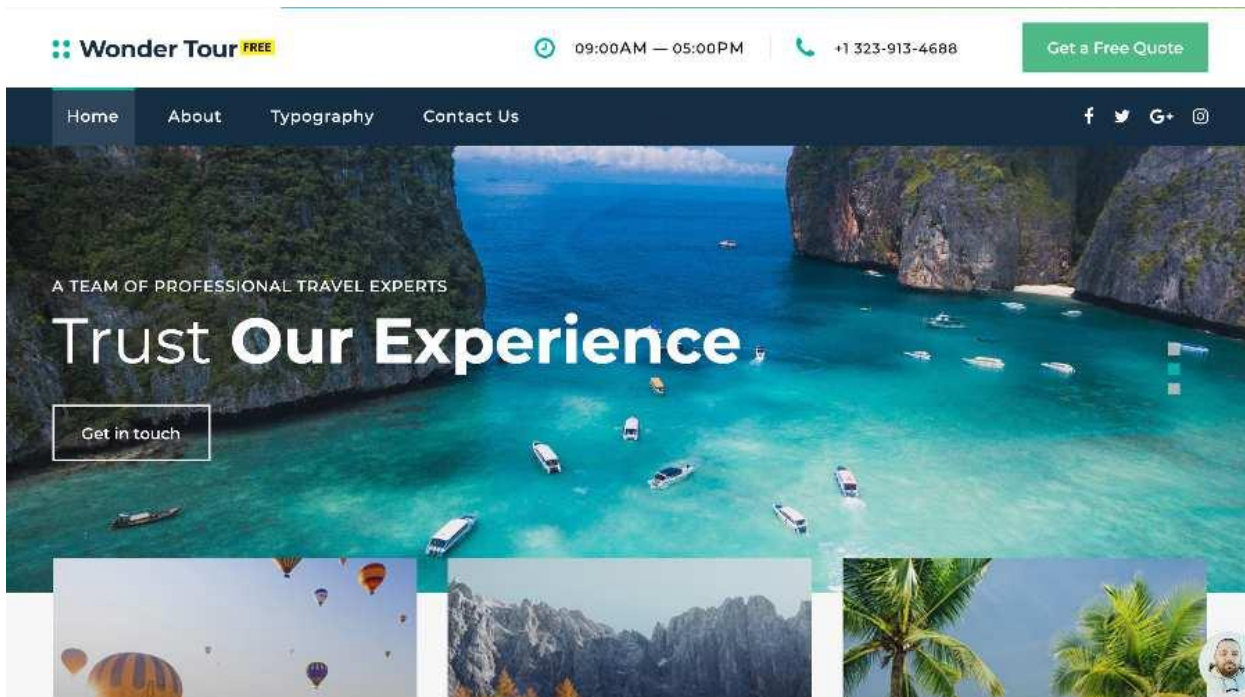 Wonder Tour FREE
09:00AM — 05:00PM
+1 323-913-4688
Get a Free Quote
Home About Typography Contact Us
f G+
A TEAM OF PROFESSIONAL TRAVEL EXPERTS
Trust Our Experience
Get in touch